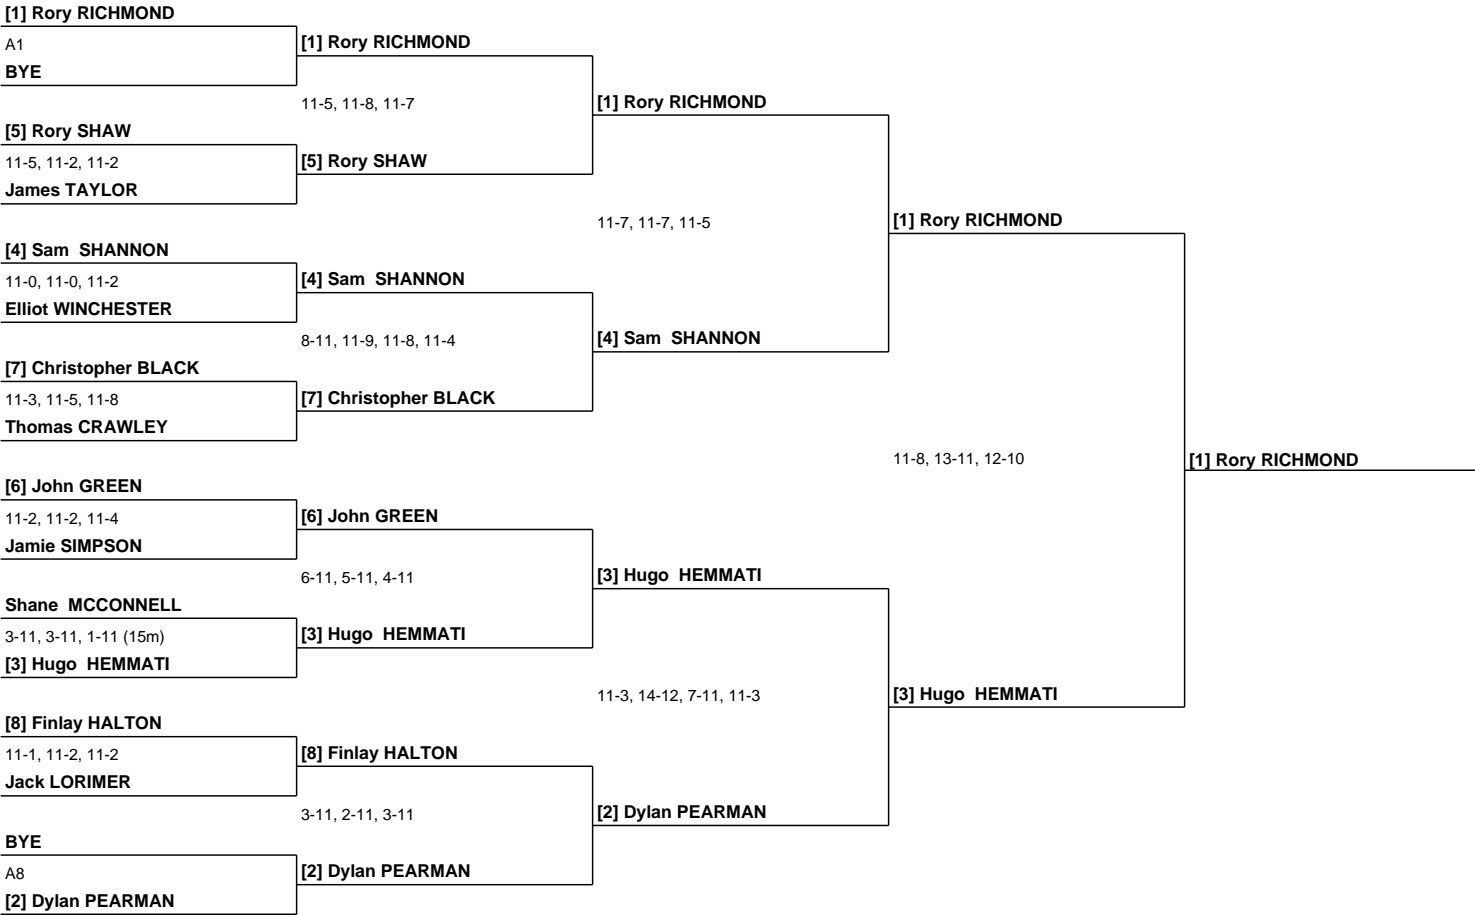 [1] Rory RICHMOND
A1
BYE
[5] Rory SHAW
11-5, 11-2, 11-2
James TAYLOR
[4] Sam  SHANNON
11-0, 11-0, 11-2
Elliot WINCHESTER
[7] Christopher BLACK
11-3, 11-5, 11-8
Thomas CRAWLEY
[6] John GREEN
11-2, 11-2, 11-4
Jamie SIMPSON
Shane  MCCONNELL
3-11, 3-11, 1-11 (15m)
[3] Hugo  HEMMATI
[8] Finlay HALTON
11-1, 11-2, 11-2
Jack LORIMER
BYE
A8
[2] Dylan PEARMAN
[1] Rory RICHMOND
11-5, 11-8, 11-7
[5] Rory SHAW
[4] Sam  SHANNON
8-11, 11-9, 11-8, 11-4
[7] Christopher BLACK
[6] John GREEN
6-11, 5-11, 4-11
[3] Hugo  HEMMATI
[8] Finlay HALTON
3-11, 2-11, 3-11
[2] Dylan PEARMAN
[1] Rory RICHMOND
11-7, 11-7, 11-5
[4] Sam  SHANNON
[3] Hugo  HEMMATI
11-3, 14-12, 7-11, 11-3
[2] Dylan PEARMAN
[1] Rory RICHMOND
11-8, 13-11, 12-10
[3] Hugo  HEMMATI
[1] Rory RICHMOND